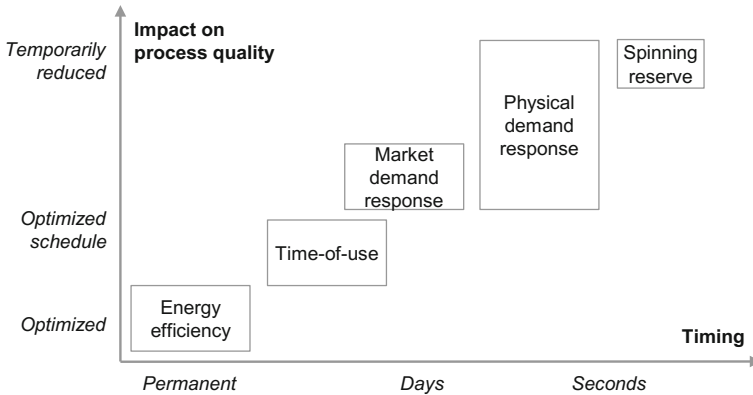 Impact on
process quality
Temporarily
reduced
Spinning
reserve
Physical
demand
response
Market
demand
response
Optimized
schedule
Time-of-use
Energy
efficiency
Optimized
Timing
Permanent
Days
Seconds